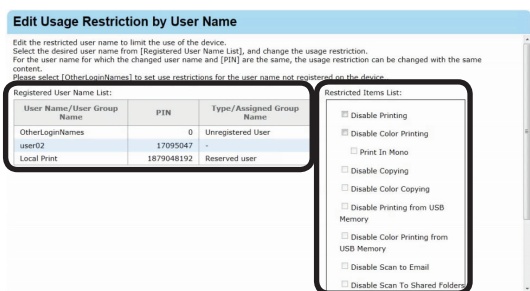 Edit Usage Restriction by User Name
Edit the restricted user name to limit the use of the device.
Select the desired user name from [Registered User Name List], and change the usage restriction.
For the user name for which the changed user name and [PIN] are the same, the usage restriction can be changed with the same
content.
Please select [OtherLoginNames] to set use restrictions for the user name not registered on the device.
Registered User Name List:
User Name/User Group Name PIN Type/Assigned Group Name
OtherLoginNames 0 Unregistered User
user02 17095047 -
Local Print 1879048192 Reserved user
Restricted Items List:
Disable Printing
Disable Color Printing
Print In Mono
Disable Copying
Disable Color Copying
Disable Printing from USB
Memory
Disable Color Printing from
USB Memory
Disable Scan to Email
Disable Scan To Shared Folders